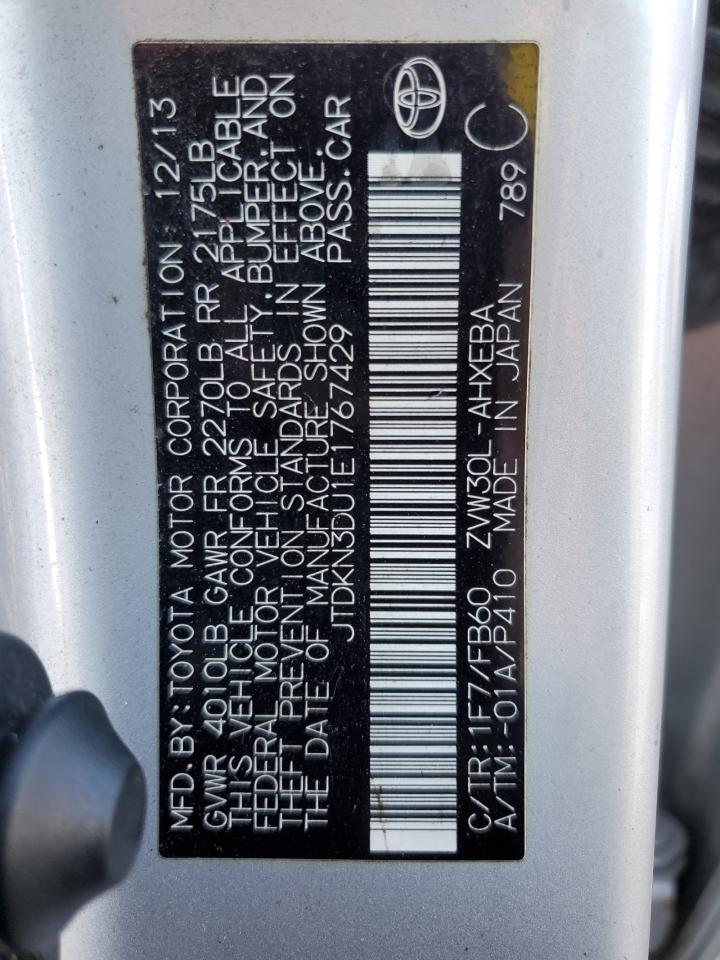 MFD. BY: TOYOTA MOTOR CORPORATION 12/13
GVWR 4010LB GAWR FR 2270LB RR 2175LB
THIS VEHICLE CONFORMS TO ALL APPLICABLE
FEDERAL MOTOR VEHICLE SAFETY, BUMPER, AND
THEFT PREVENTION STANDARDS IN EFFECT ON
THE DATE OF MANUFACTURE SHOWN ABOVE.
JTDKN3DU1E1767429 PASS. CAR
C/TR: 1F7/FB60 ZVW30L-AHXEBA
A/TM: -01A/P410 MADE IN JAPAN 789 C